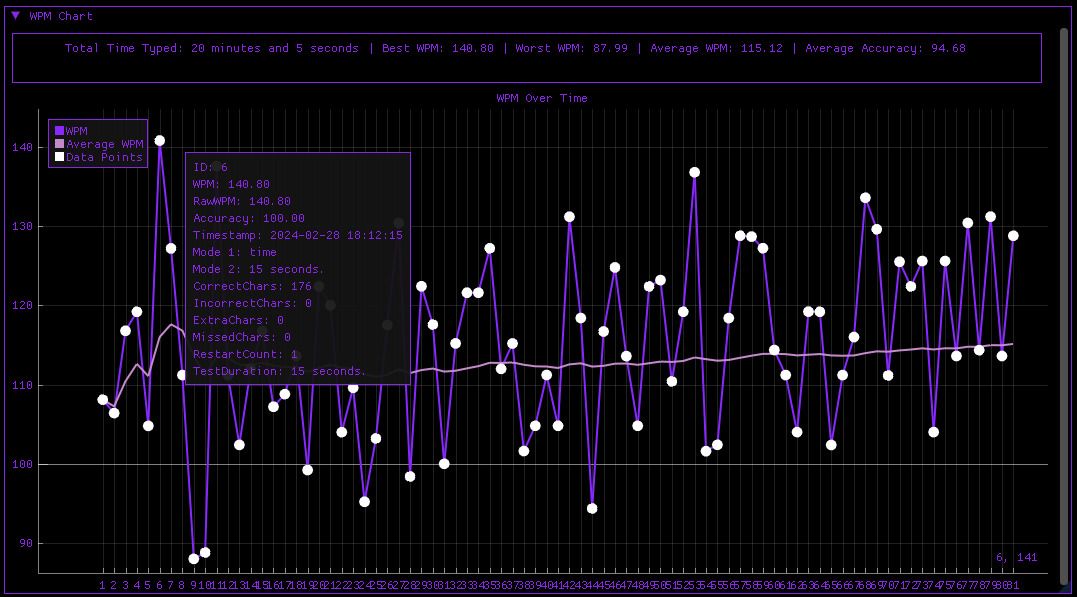 ▼ WPM Chart
Total Time Typed: 20 minutes and 5 seconds | Best WPM: 140.80 | Worst WPM: 87.99 | Average WPM: 115.12 | Average Accuracy: 94.68
WPM Over Time
WPM
Average WPM
Data Points
ID: 6
WPM: 140.80
RawWPM: 140.80
Accuracy: 100.00
Timestamp: 2024-02-28 18:12:15
Mode 1: time
Mode 2: 15 seconds.
CorrectChars: 176
IncorrectChars: 0
ExtraChars: 0
MissedChars: 0
RestartCount: 1
TestDuration: 15 seconds.
140
130
120
110
100
90
6, 141
1 2 3 4 5 6 7 8 9 10 11 12 13 14 15 16 17 18 19 20 21 22 23 24 25 26 27 28 29 30 31 32 33 34 35 36 37 38 39 40 41 42 43 44 45 46 47 48 49 50 51 52 53 54 55 56 57 58 59 60 61 62 63 64 65 66 67 68 69 70 71 72 73 74 75 76 77 78 79 80 81